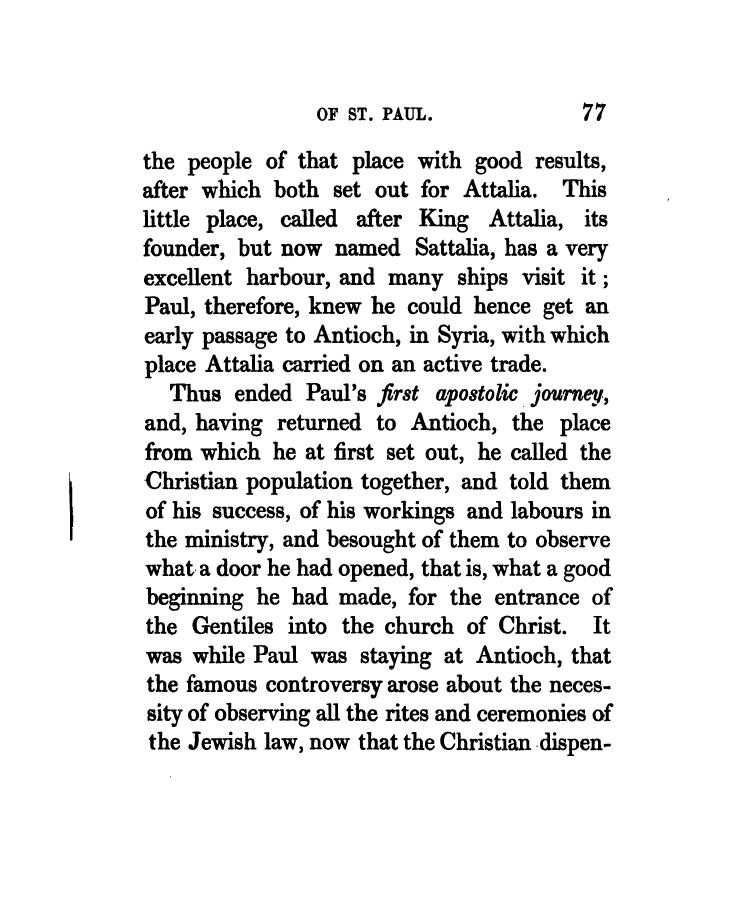 OF ST. PAUL. 77
the people of that place with good results,
after which both set out for Attalia. This
little place, called after King Attalia, its
founder, but now named Sattalia, has a very
excellent harbour, and many ships visit it;
Paul, therefore, knew he could hence get an
early passage to Antioch, in Syria, with which
place Attalia carried on an active trade.
Thus ended Paul's first apostolic journey,
and, having returned to Antioch, the place
from which he at first set out, he called the
Christian population together, and told them
of his success, of his workings and labours in
the ministry, and besought of them to observe
what a door he had opened, that is, what a good
beginning he had made, for the entrance of
the Gentiles into the church of Christ. It
was while Paul was staying at Antioch, that
the famous controversy arose about the neces-
sity of observing all the rites and ceremonies of
the Jewish law, now that the Christian dispen-